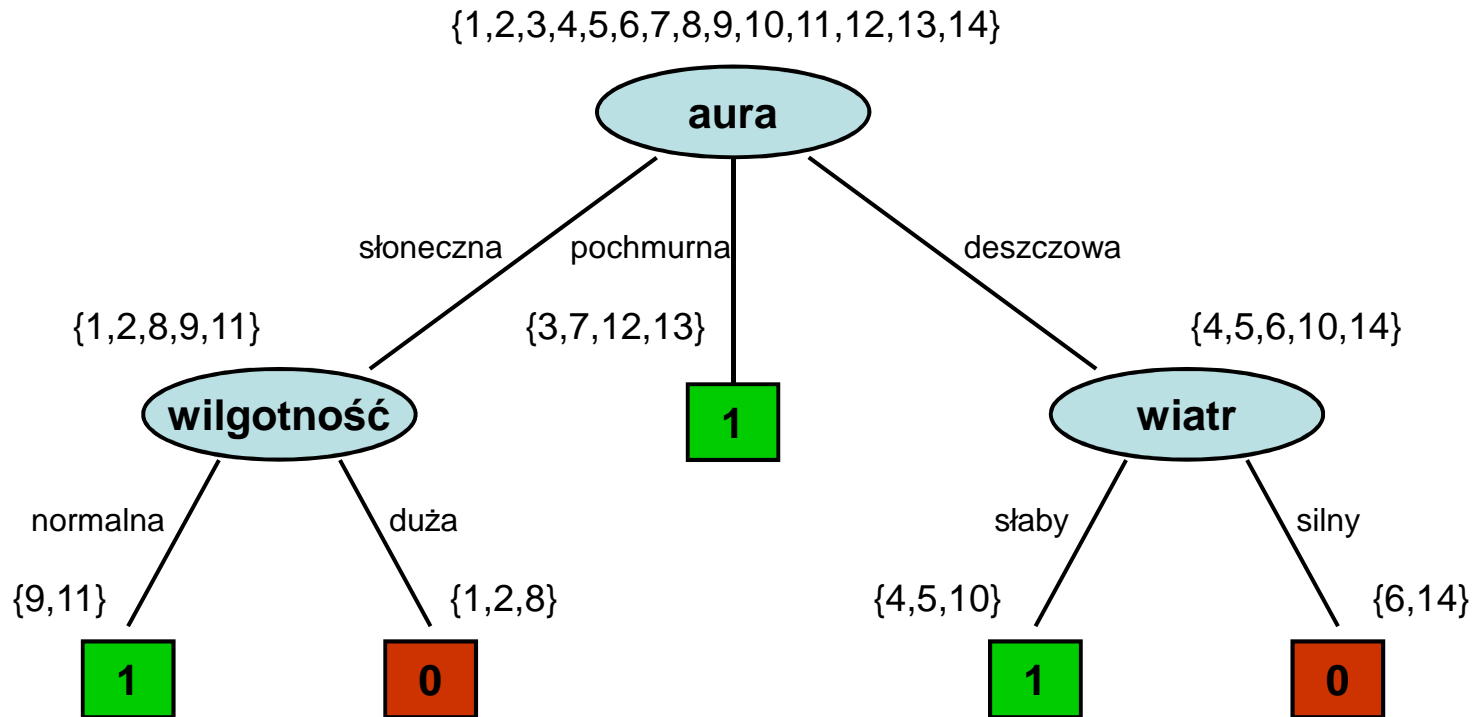 {1,2,3,4,5,6,7,8,9,10,11,12,13,14}
aura
słoneczna
pochmurna
deszczowa
{1,2,8,9,11}
{3,7,12,13}
{4,5,6,10,14}
wilgotność
1
wiatr
normalna
duża
słaby
silny
{9,11}
{1,2,8}
{4,5,10}
{6,14}
1
0
1
0